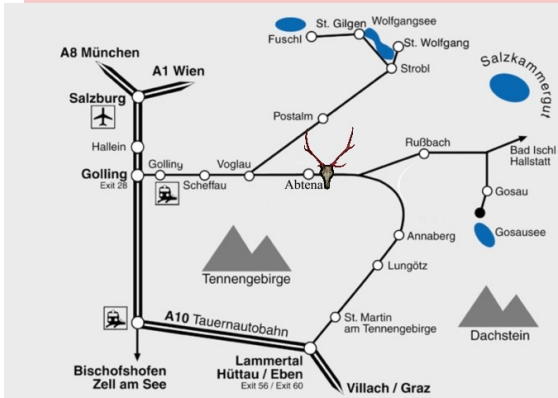 St. Gilgen
Wolfgangsee
Fuschl
St. Wolfgang
A8 München
A1 Wien
Strobl
Salzkammergut
Salzburg
Postalm
Hallein
Rußbach
Bad Ischl
Hallstatt
Golling
Exit 28
Golling
Scheffau
Voglau
Abtenau
Gosau
Gosausee
Annaberg
Lungötz
Tennengebirge
St. Martin
am Tennengebirge
A10 Tauernautobahn
Dachstein
Lammertal
Hüttau / Eben
Exit 56 / Exit 60
Bischofshofen
Zell am See
Villach / Graz